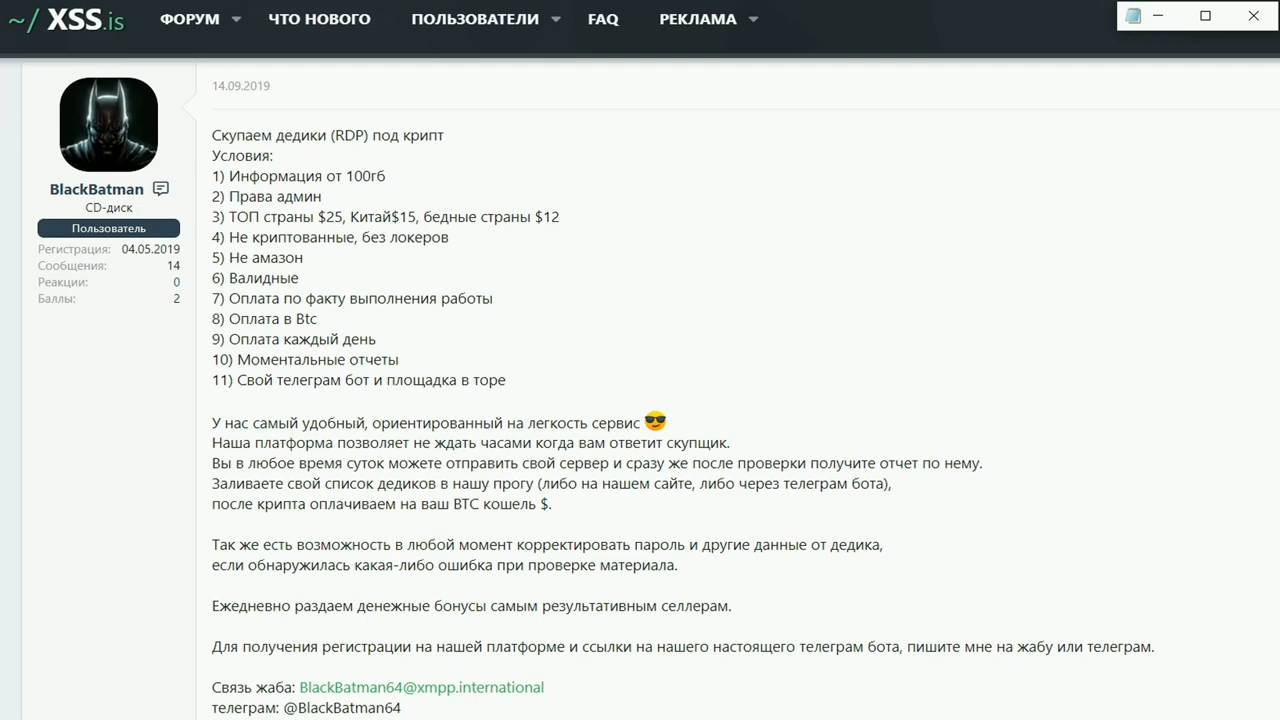 ~/ XSS.is ФОРУМ ЧТО НОВОГО ПОЛЬЗОВАТЕЛИ FAQ РЕКЛАМА
BlackBatman
CD-диск
Пользователь
Регистрация: 04.05.2019
Сообщения: 14
Реакции: 0
Баллы: 2
14.09.2019
Скупаем дедики (RDP) под крипт
Условия:
1) Информация от 100гб
2) Права админ
3) ТОП страны $25, Китай$15, бедные страны $12
4) Не криптованные, без локеров
5) Не амазон
6) Валидные
7) Оплата по факту выполнения работы
8) Оплата в Btc
9) Оплата каждый день
10) Моментальные отчеты
11) Свой телеграм бот и площадка в торе
У нас самый удобный, ориентированный на легкость сервис 😎
Наша платформа позволяет не ждать часами когда вам ответит скупщик.
Вы в любое время суток можете отправить свой сервер и сразу же после проверки получите отчет по нему.
Заливаете свой список дедиков в нашу прогу (либо на нашем сайте, либо через телеграм бота),
после крипта оплачиваем на ваш BTC кошель $.
Так же есть возможность в любой момент корректировать пароль и другие данные от дедика,
если обнаружилась какая-либо ошибка при проверке материала.
Ежедневно раздаем денежные бонусы самым результативным селлерам.
Для получения регистрации на нашей платформе и ссылки на нашего настоящего телеграм бота, пишите мне на жабу или телеграм.
Связь жаба: BlackBatman64@xmpp.international
телеграм: @BlackBatman64